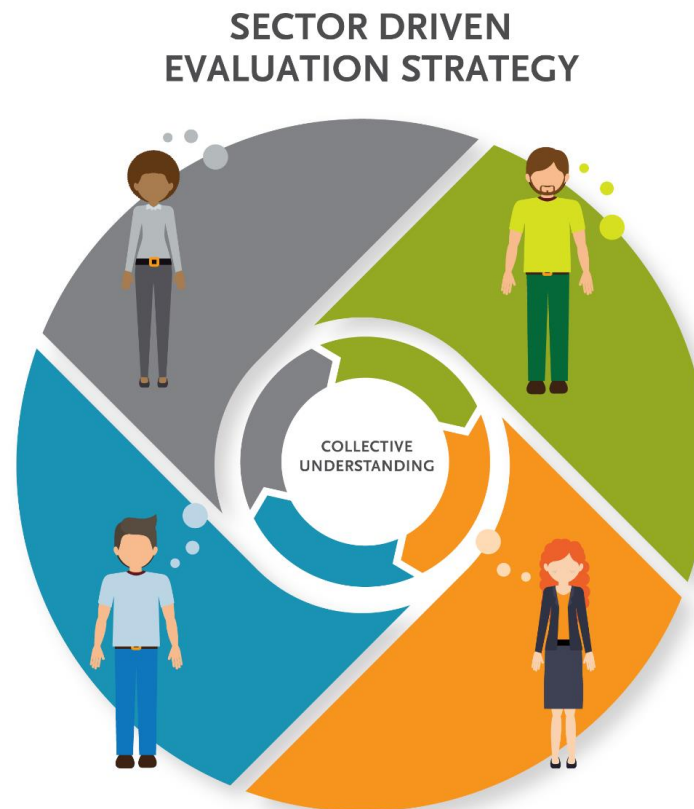 SECTOR DRIVEN
EVALUATION STRATEGY
COLLECTIVE
UNDERSTANDING